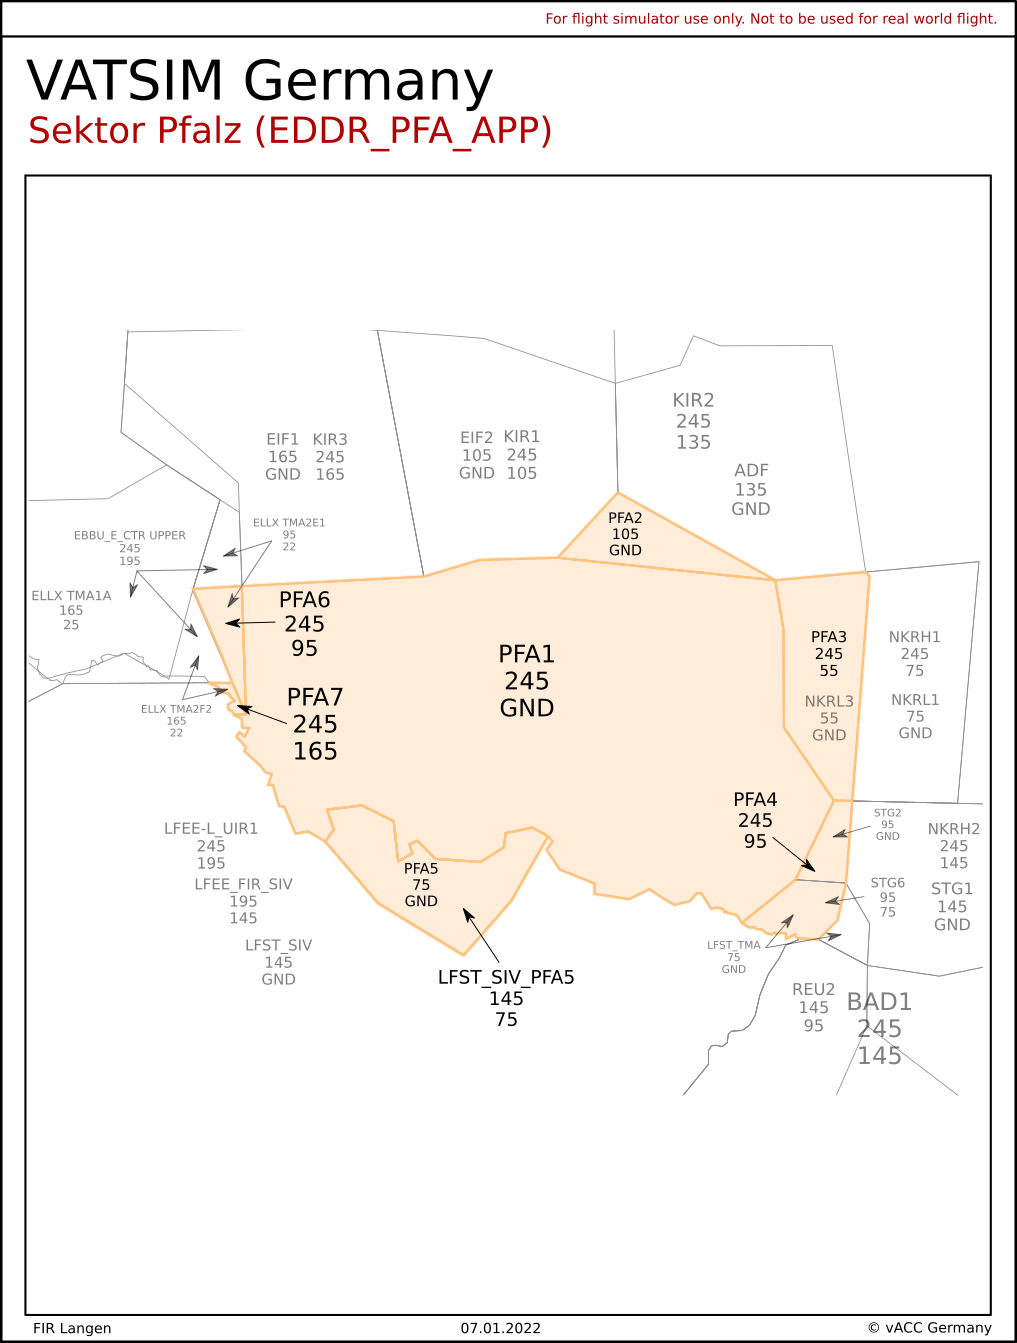 For flight simulator use only. Not to be used for real world flight.
VATSIM Germany
Sektor Pfalz (EDDR_PFA_APP)
KIR2
245
135
EIF1
165
GND
KIR3
245
165
EIF2
105
GND
KIR1
245
105
ADF
135
GND
PFA2
105
GND
ELLX TMA2E1
95
22
EBBU_E_CTR UPPER
245
195
ELLX TMA1A
165
25
PFA6
245
95
PFA1
245
GND
PFA3
245
55
NKRH1
245
75
PFA7
245
165
NKRL3
55
GND
NKRL1
75
GND
ELLX TMA2F2
165
22
PFA4
245
95
STG2
95
GND
LFEE-L_UIR1
245
195
NKRH2
245
145
PFA5
75
GND
LFEE_FIR_SIV
195
145
STG6
95
75
STG1
145
GND
LFST_SIV
145
GND
LFST_TMA
75
GND
LFST_SIV_PFA5
145
75
REU2
145
95
BAD1
245
145
FIR Langen
07.01.2022
© vACC Germany